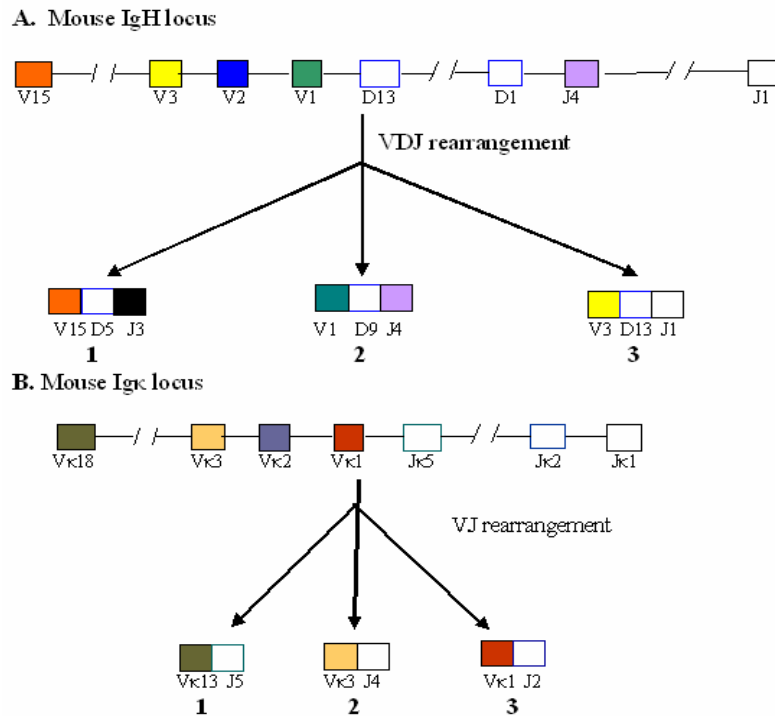 A. Mouse IgH locus
V15 V3 V2 V1 D13 D1 J4 J1
VDJ rearrangement
V15 D5 J3 V1 D9 J4 V3 D13 J1
1 2 3
B. Mouse Igκ locus
Vκ18 Vκ3 Vκ2 Vκ1 Jκ5 Jκ2 Jκ1
VJ rearrangement
Vκ13 J5 Vκ3 J4 Vκ1 J2
1 2 3